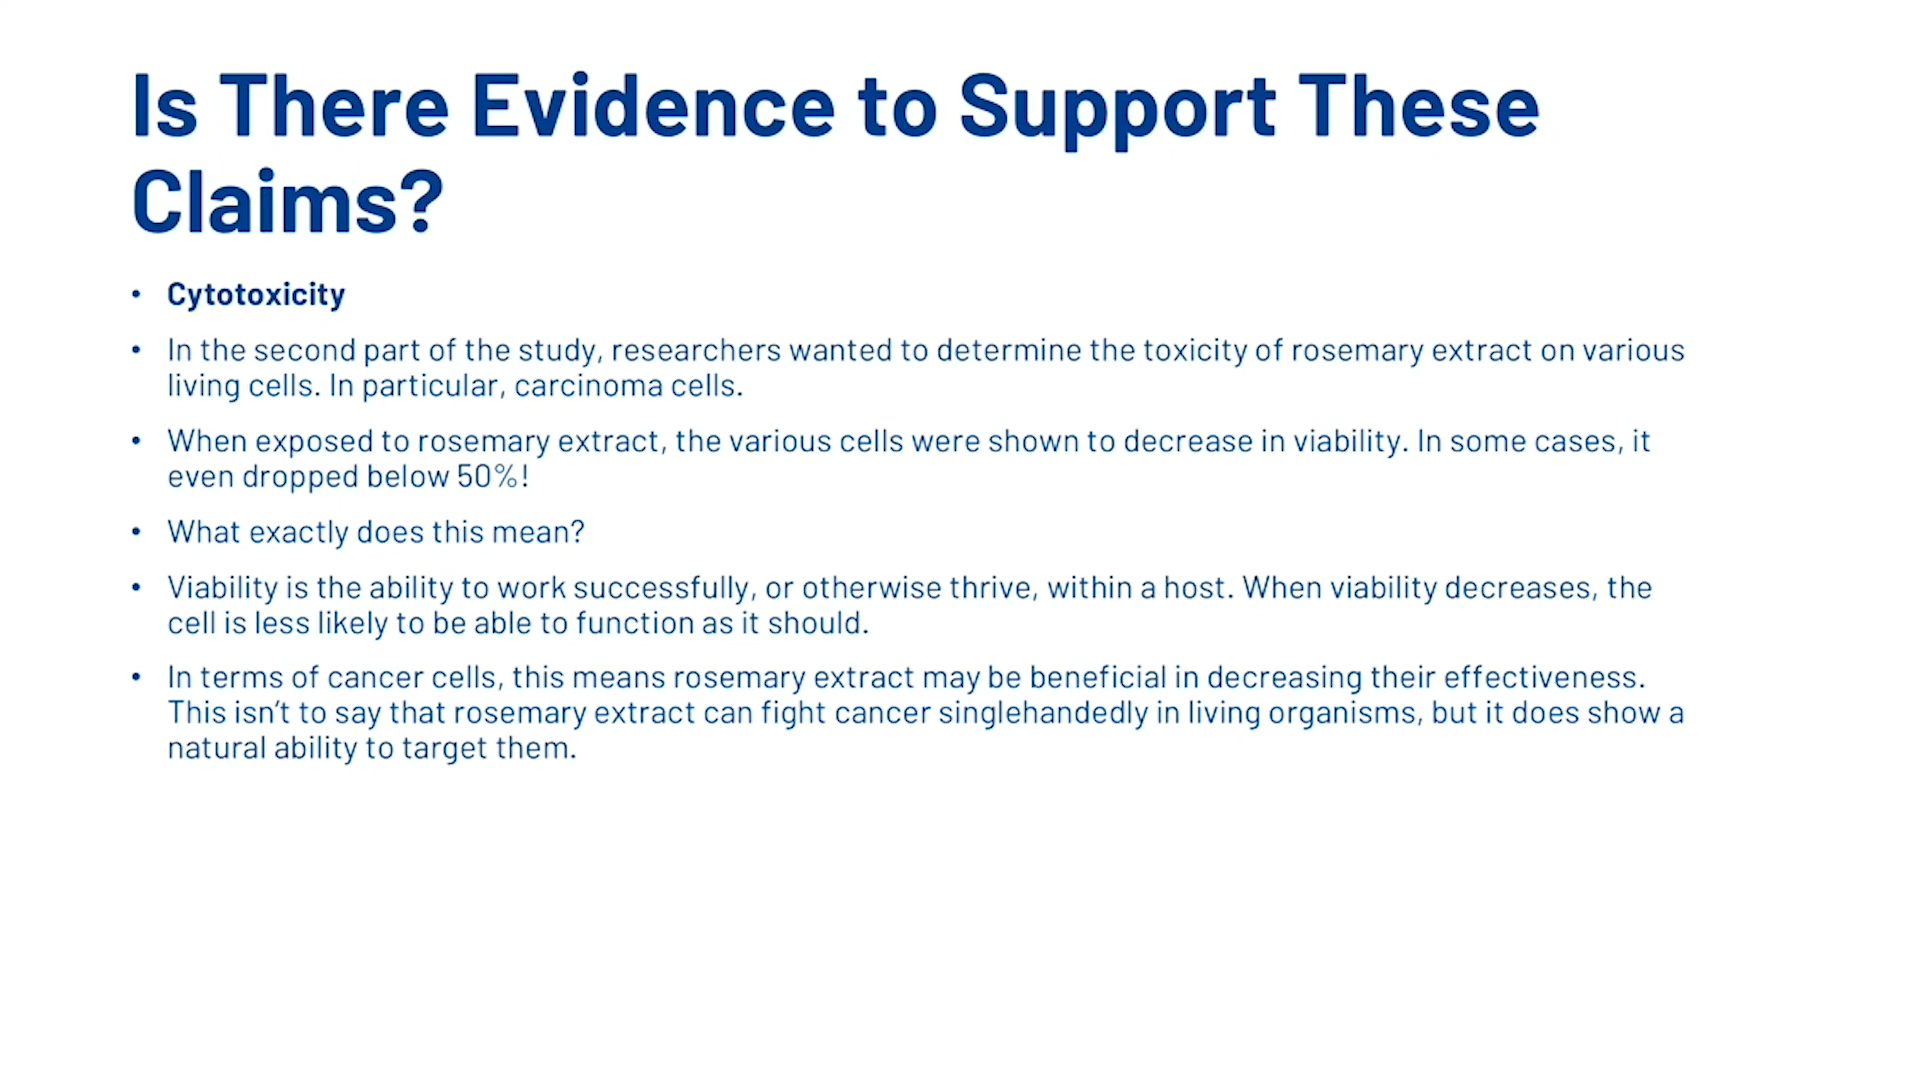 Is There Evidence to Support These
Claims?
• Cytotoxicity
• In the second part of the study, researchers wanted to determine the toxicity of rosemary extract on various
living cells. In particular, carcinoma cells.
• When exposed to rosemary extract, the various cells were shown to decrease in viability. In some cases, it
even dropped below 50%!
• What exactly does this mean?
• Viability is the ability to work successfully, or otherwise thrive, within a host. When viability decreases, the
cell is less likely to be able to function as it should.
• In terms of cancer cells, this means rosemary extract may be beneficial in decreasing their effectiveness.
This isn’t to say that rosemary extract can fight cancer singlehandedly in living organisms, but it does show a
natural ability to target them.